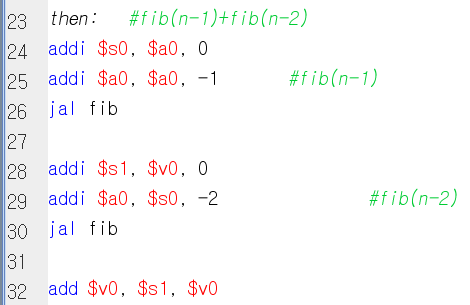 23 then: #fib(n-1)+fib(n-2)
24 addi $s0, $a0, 0
25 addi $a0, $a0, -1 #fib(n-1)
26 jal fib
27
28 addi $s1, $v0, 0
29 addi $a0, $s0, -2 #fib(n-2)
30 jal fib
31
32 add $v0, $s1, $v0